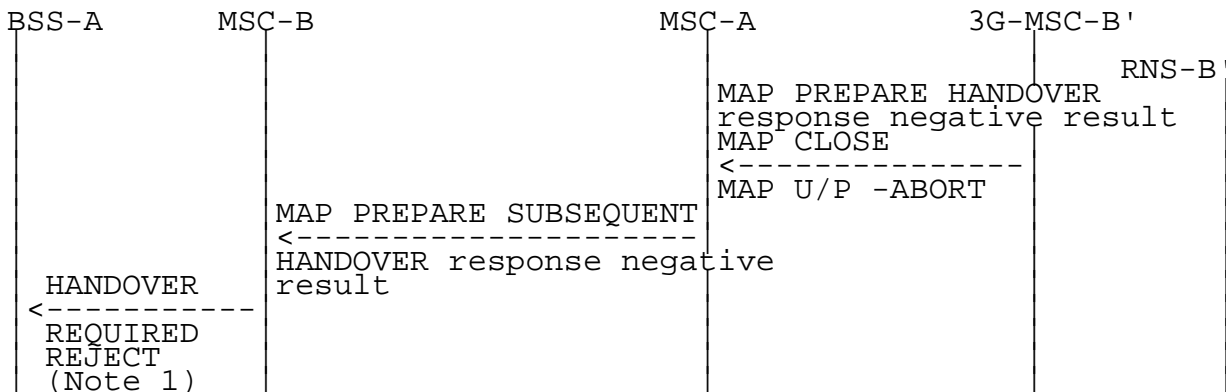 BSS-A MSC-B MSC-A 3G-MSC-B'
RNS-B'
MAP PREPARE HANDOVER
response negative result
MAP CLOSE
<---------------
MAP U/P -ABORT
MAP PREPARE SUBSEQUENT
<---------------------
HANDOVER response negative
result
HANDOVER
<-----------
REQUIRED
REJECT
(Note 1)